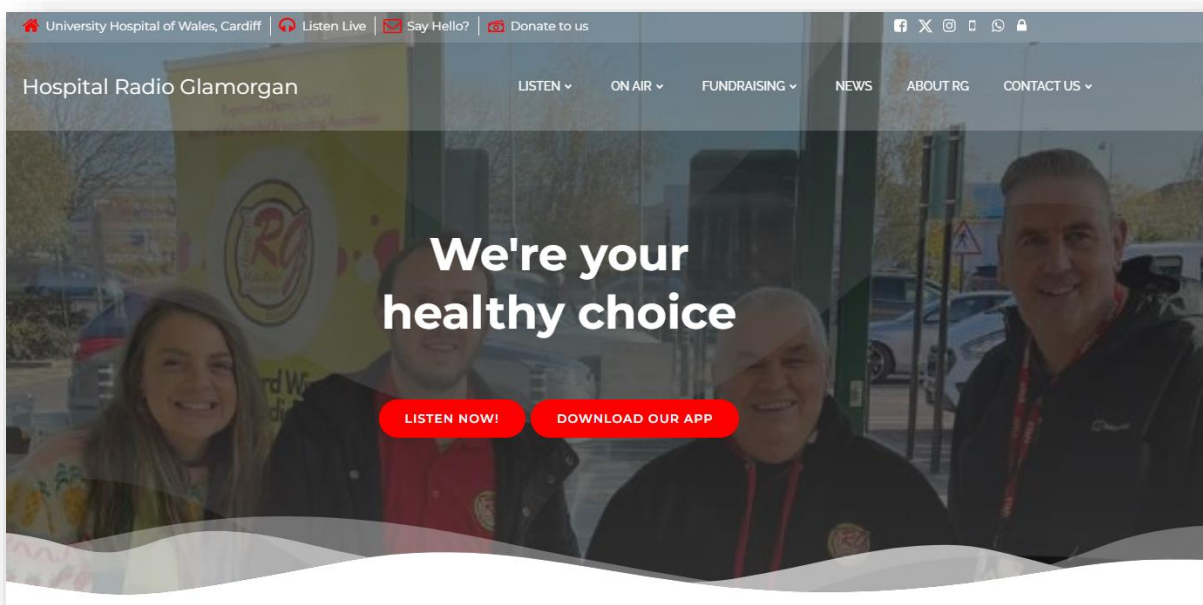 University Hospital of Wales, Cardiff Listen Live Say Hello? Donate to us
Hospital Radio Glamorgan
LISTEN ON AIR FUNDRAISING NEWS ABOUT RG CONTACT US
We're your
healthy choice
LISTEN NOW! DOWNLOAD OUR APP
RG